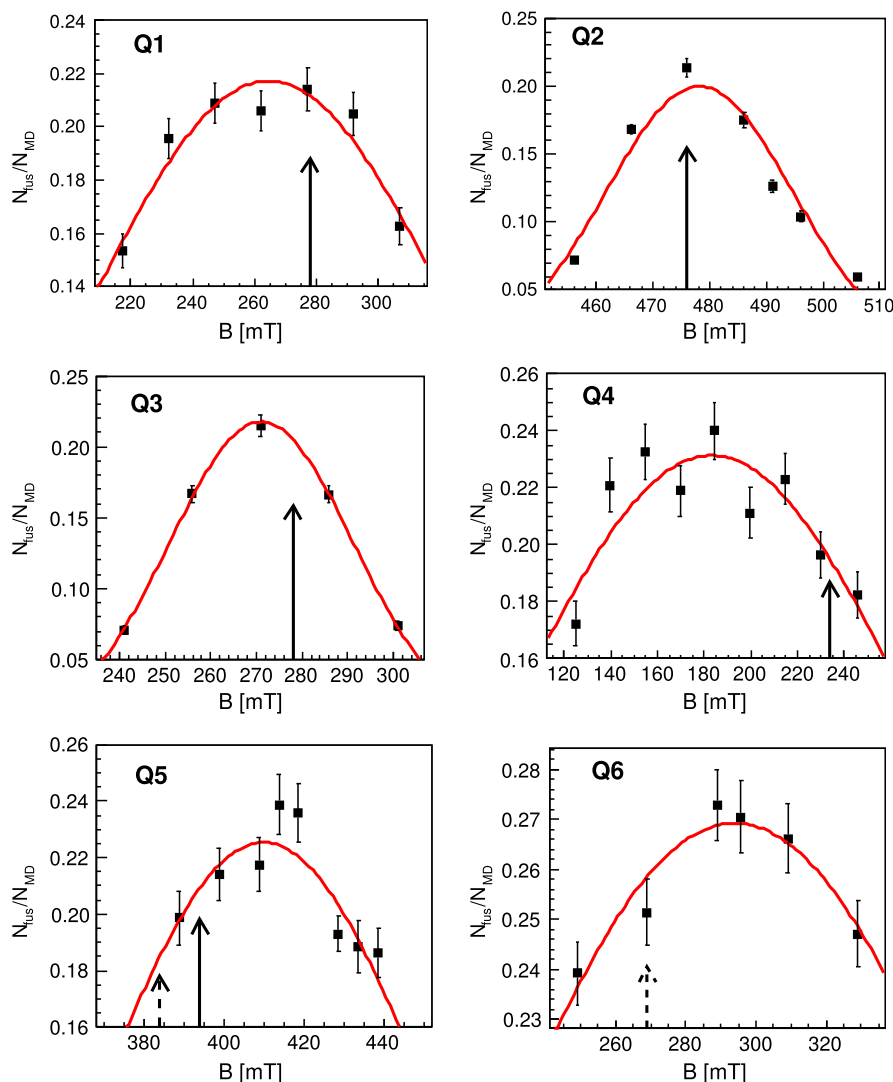 Q1
N_fus/N_MD
0.22
0.20
0.18
0.16
0.14
220 240 260 280 300
B [mT]
Q2
N_fus/N_MD
0.25
0.20
0.15
0.10
0.05
460 470 480 490 500 510
B [mT]
Q3
N_fus/N_MD
0.25
0.20
0.15
0.10
0.05
240 250 260 270 280 290 300
B [mT]
Q4
N_fus/N_MD
0.26
0.24
0.22
0.20
0.18
0.16
120 140 160 180 200 220 240
B [mT]
Q5
N_fus/N_MD
0.26
0.24
0.22
0.20
0.18
0.16
380 400 420 440
B [mT]
Q6
N_fus/N_MD
0.28
0.27
0.26
0.25
0.24
0.23
260 280 300 320
B [mT]